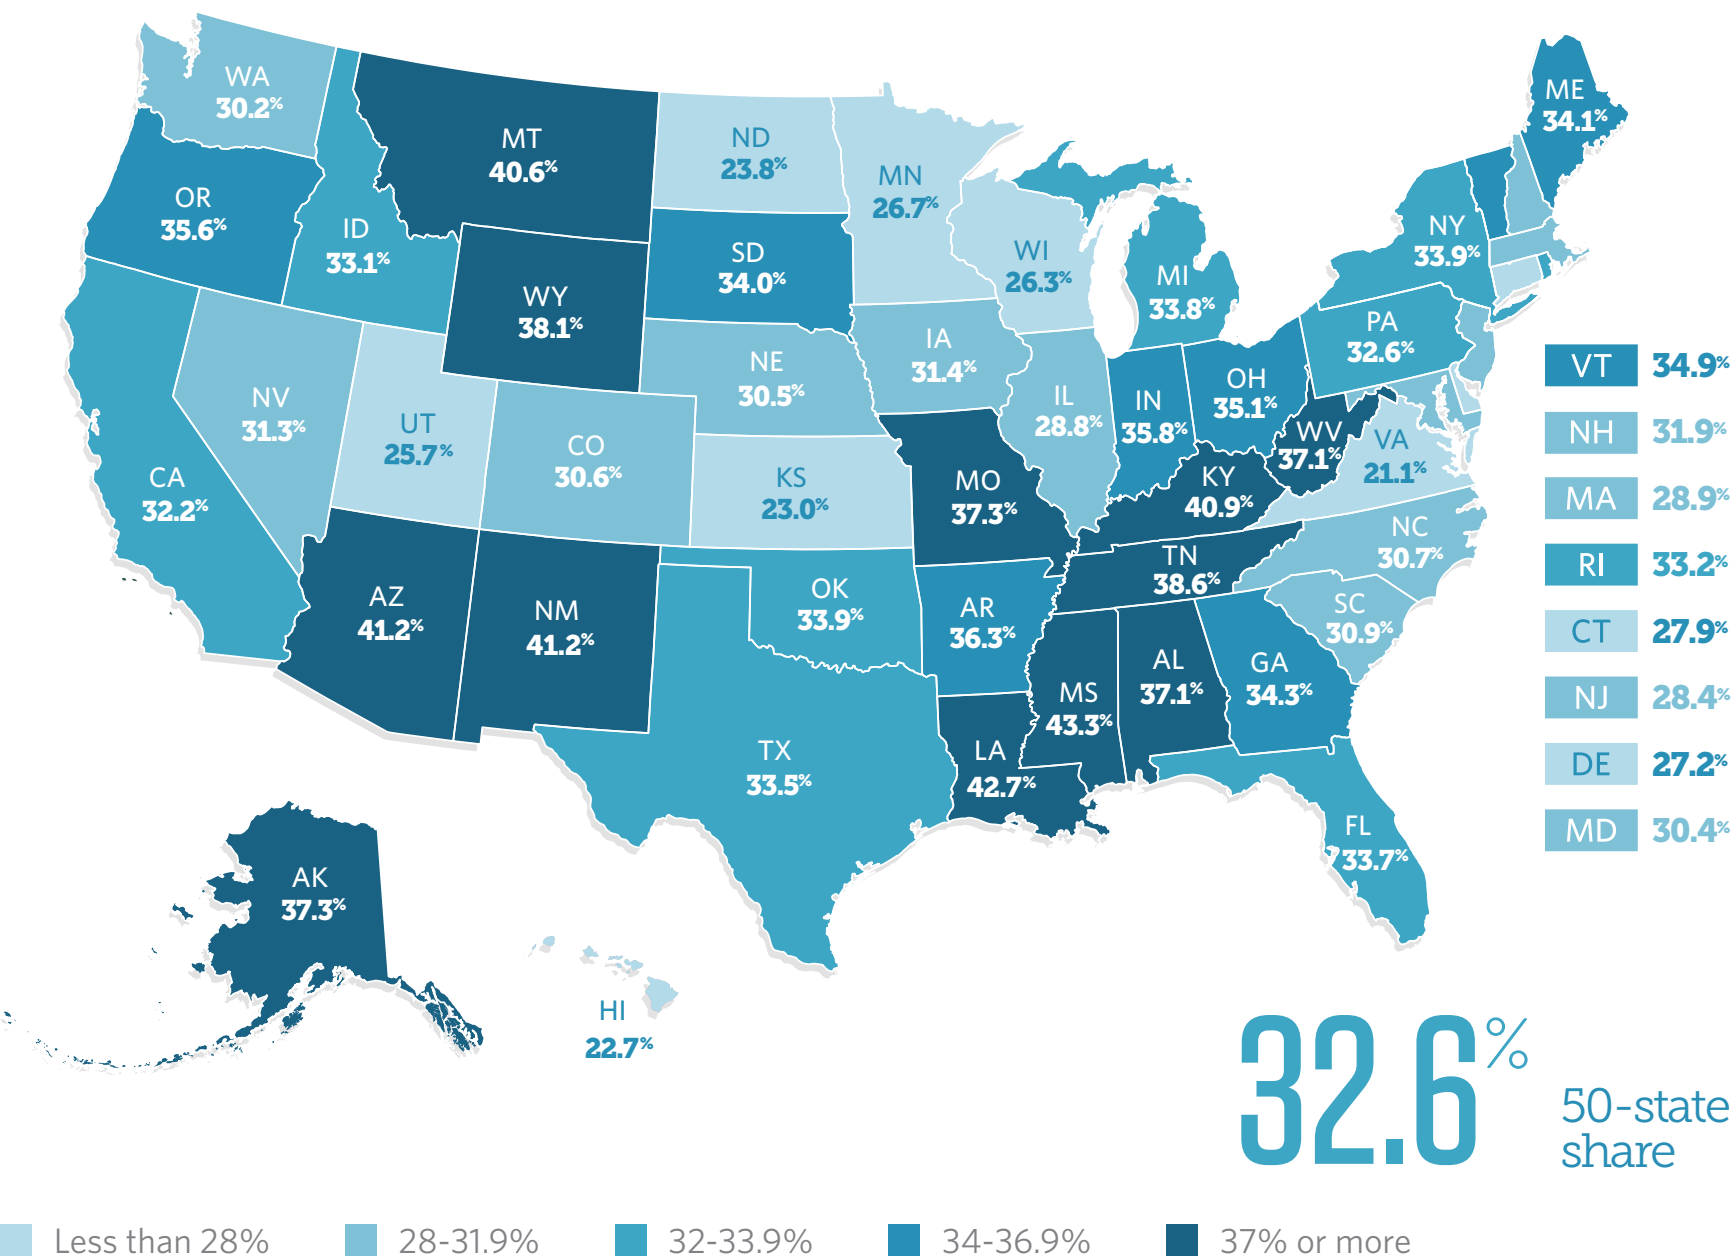 WA
30.2%
OR
35.6%
CA
32.2%
ID
33.1%
NV
31.3%
MT
40.6%
WY
38.1%
UT
25.7%
CO
30.6%
AZ
41.2%
NM
41.2%
ND
23.8%
SD
34.0%
NE
30.5%
KS
23.0%
OK
33.9%
TX
33.5%
MN
26.7%
IA
31.4%
MO
37.3%
AR
36.3%
LA
42.7%
WI
26.3%
IL
28.8%
MI
33.8%
IN
35.8%
OH
35.1%
KY
40.9%
TN
38.6%
MS
43.3%
AL
37.1%
GA
34.3%
FL
33.7%
SC
30.9%
NC
30.7%
VA
21.1%
WV
37.1%
PA
32.6%
NY
33.9%
ME
34.1%
VT 34.9%
NH 31.9%
MA 28.9%
RI 33.2%
CT 27.9%
NJ 28.4%
DE 27.2%
MD 30.4%
AK
37.3%
HI
22.7%
32.6%
50-state
share
Less than 28% 28-31.9% 32-33.9% 34-36.9% 37% or more